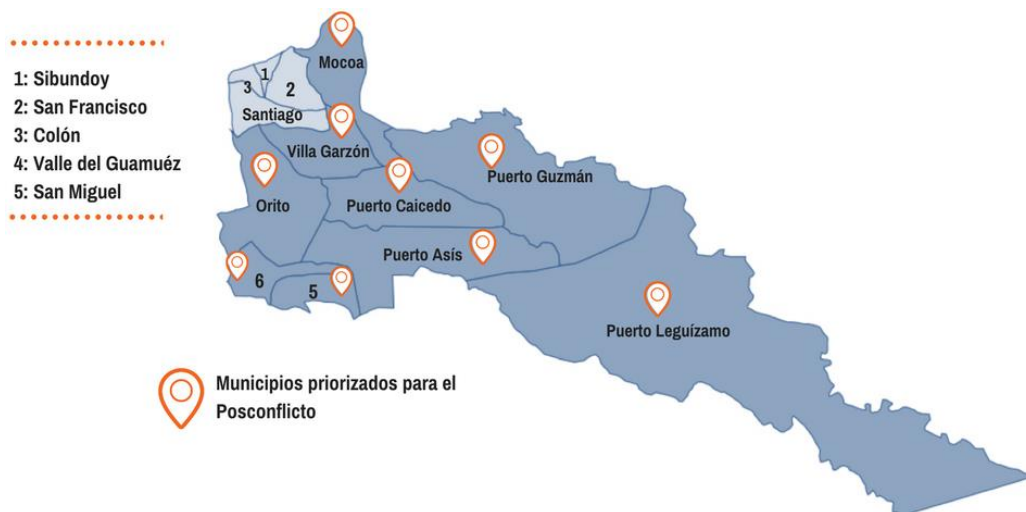 1: Sibundoy
2: San Francisco
3: Colón
4: Valle del Guamuéz
5: San Miguel
Mocoa
1
3
2
Santiago
Villa Garzón
Puerto Guzmán
Orito
Puerto Caicedo
Puerto Asís
6
5
Puerto Leguízamo
Municipios priorizados para el
Posconflicto